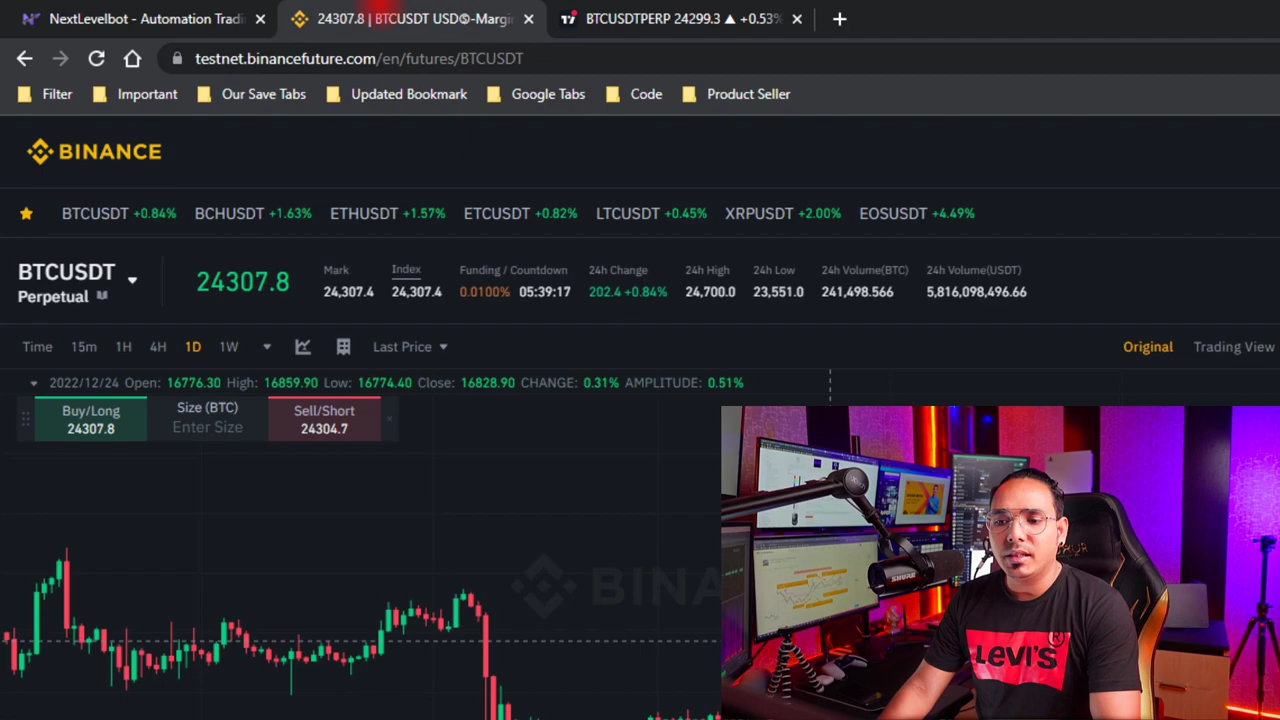 NextLevelbot - Automation Tradi
24307.8 | BTCUSDT USDⓈ-Margi
BTCUSDTPERP 24299.3 ▲ +0.53%
testnet.binancefuture.com/en/futures/BTCUSDT
Filter Important Our Save Tabs Updated Bookmark Google Tabs Code Product Seller
BINANCE
BTCUSDT +0.84% BCHUSDT +1.63% ETHUSDT +1.57% ETCUSDT +0.82% LTCUSDT +0.45% XRPUSDT +2.00% EOSUSDT +4.49%
BTCUSDT
Perpetual
24307.8
Mark
24,307.4
Index
24,307.4
Funding / Countdown
0.0100% 05:39:17
24h Change
202.4 +0.84%
24h High
24,700.0
24h Low
23,551.0
24h Volume(BTC)
241,498.566
24h Volume(USDT)
5,816,098,496.66
Time 15m 1H 4H 1D 1W Last Price Original Trading View
2022/12/24 Open: 16776.30 High: 16859.90 Low: 16774.40 Close: 16828.90 CHANGE: 0.31% AMPLITUDE: 0.51%
Buy/Long
24307.8
Size (BTC)
Enter Size
Sell/Short
24304.7
BINA
SHURE
LEVI'S